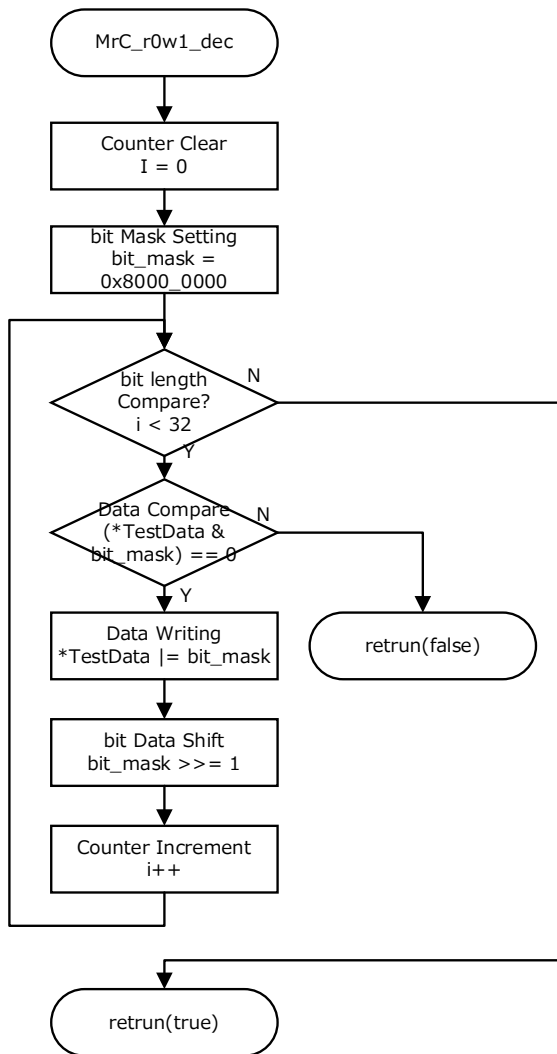 MrC_r0w1_dec
Counter Clear
I = 0
bit Mask Setting
bit_mask =
0x8000_0000
bit length
Compare?
i < 32
N
Y
Data Compare
(*TestData &
bit_mask) == 0
N
Y
Data Writing
*TestData |= bit_mask
retrun(false)
bit Data Shift
bit_mask >>= 1
Counter Increment
i++
retrun(true)